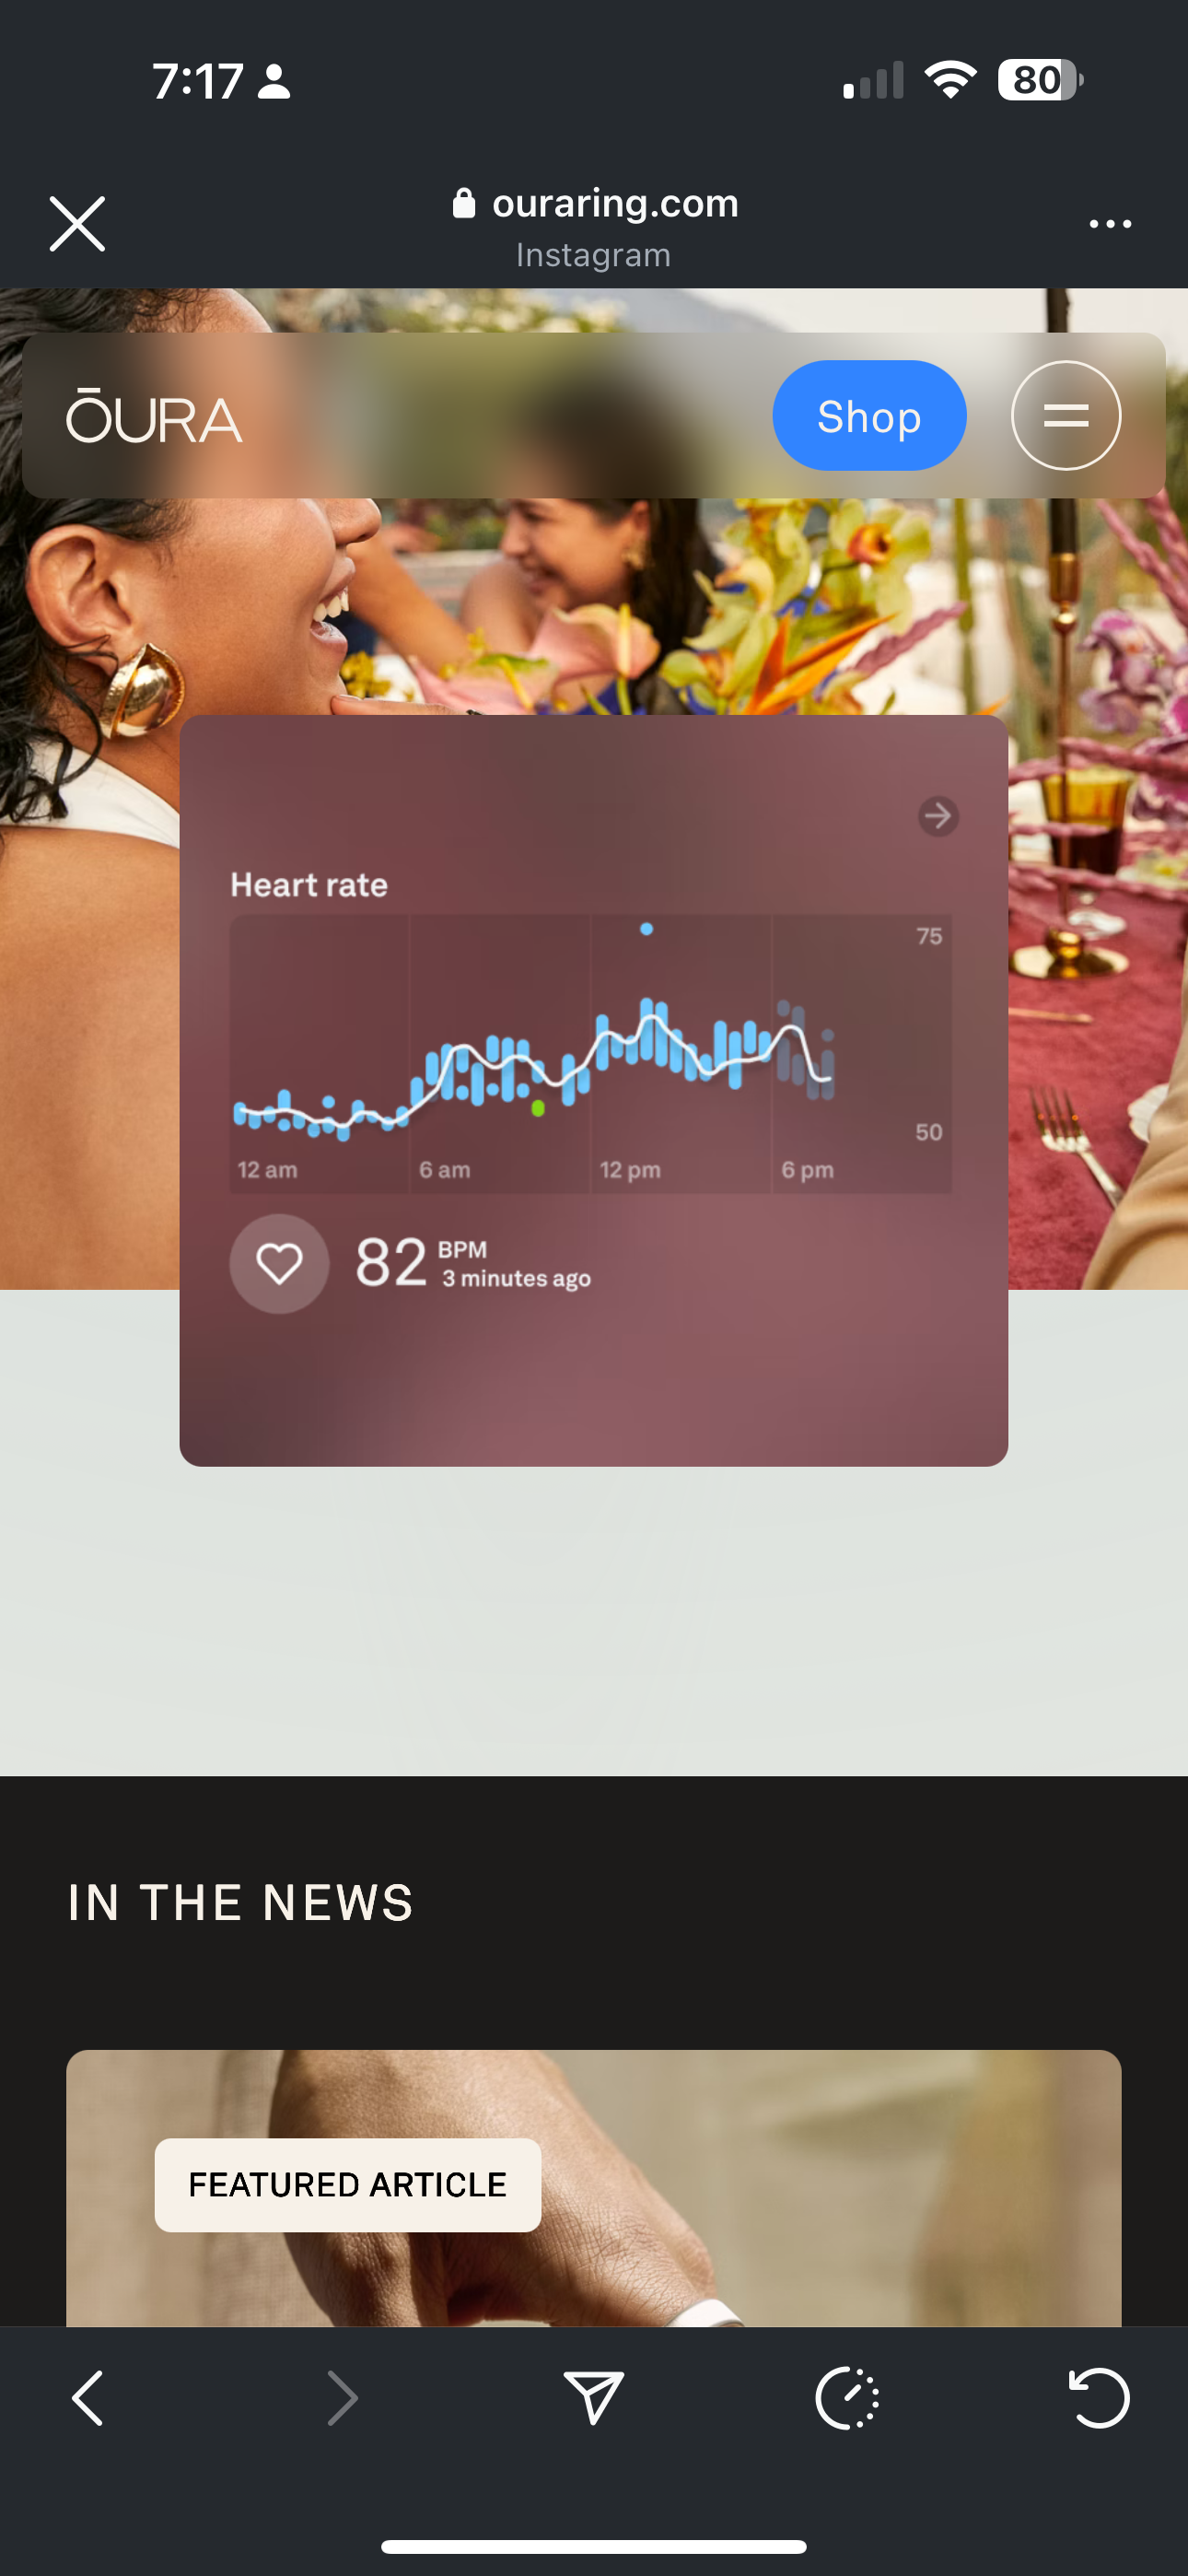 7:17
80
ouraring.com
Instagram
ŌURA
Shop
Heart rate
75
50
12 am
6 am
12 pm
6 pm
82 BPM
3 minutes ago
IN THE NEWS
FEATURED ARTICLE